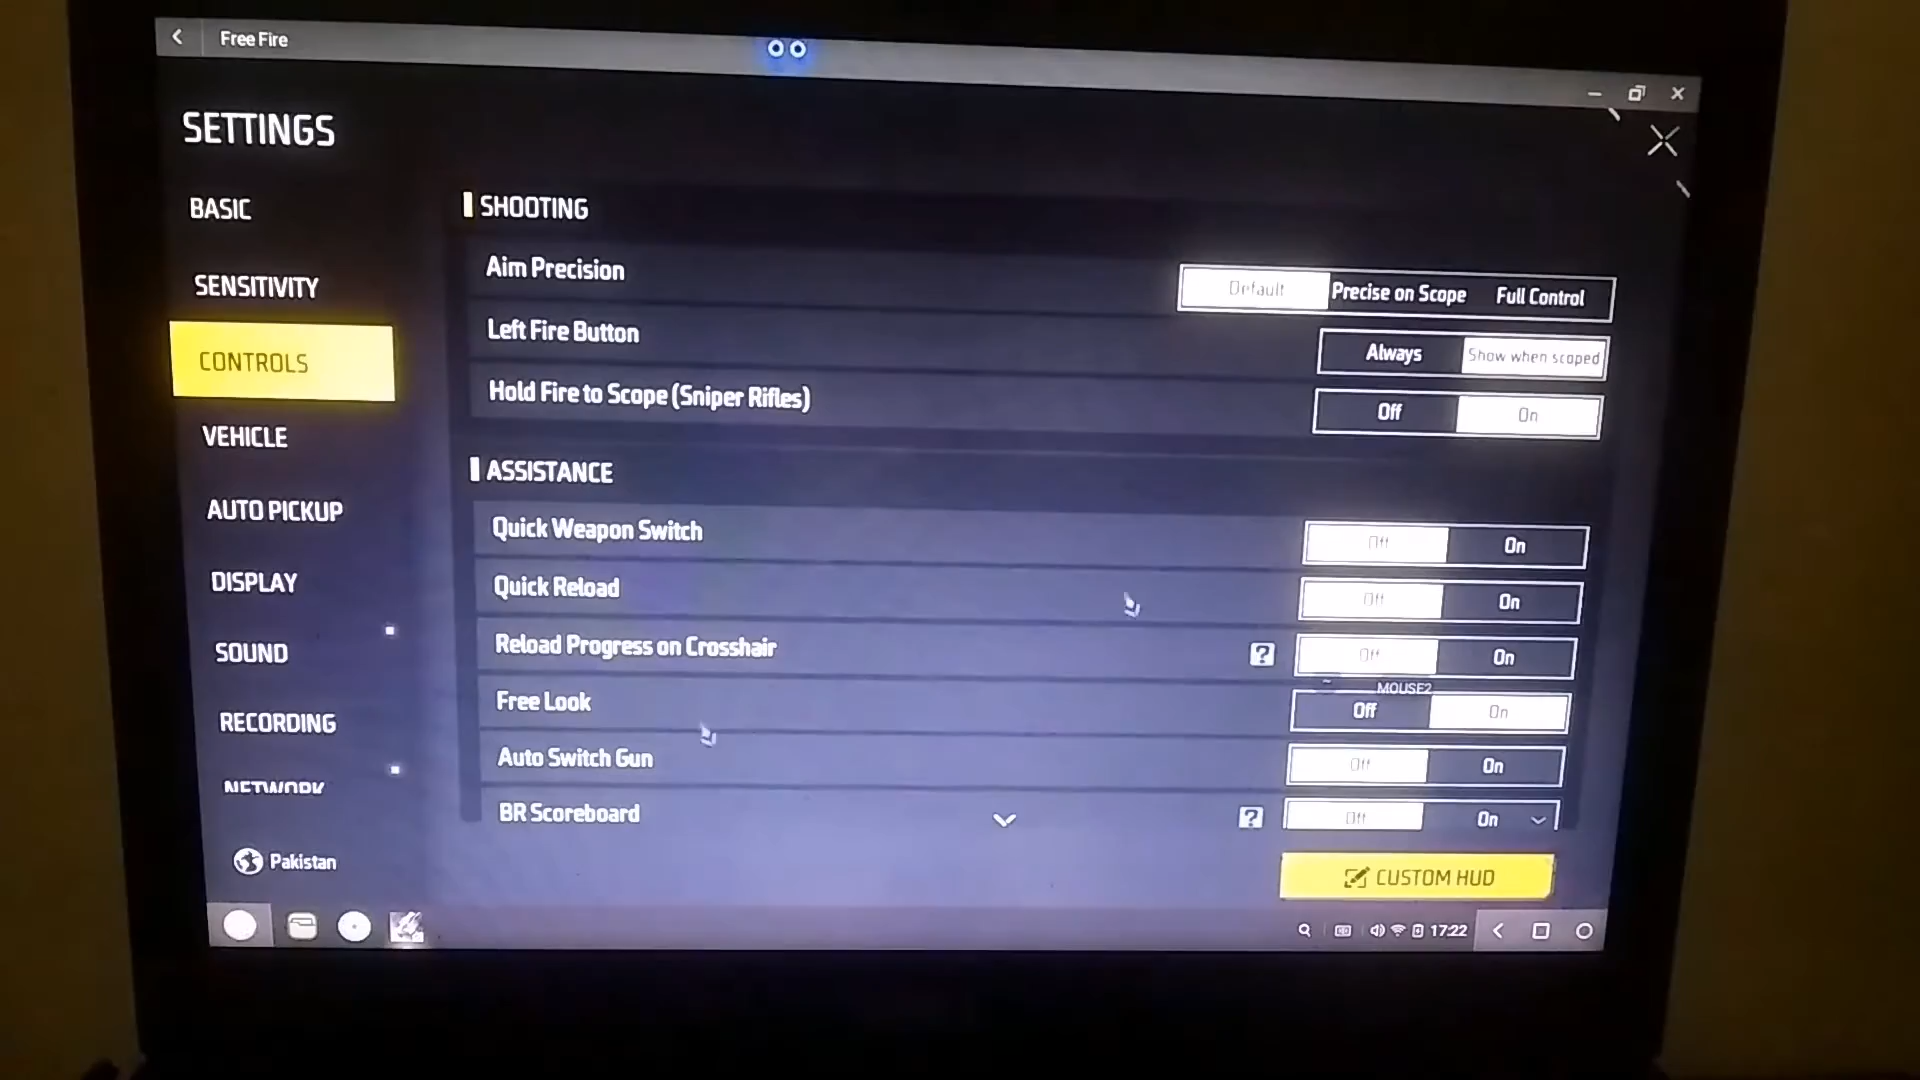 Free Fire
SETTINGS
BASIC
SENSITIVITY
CONTROLS
VEHICLE
AUTO PICKUP
DISPLAY
SOUND
RECORDING
NETWORK
Pakistan
SHOOTING
Aim Precision
Default Precise on Scope Full Control
Left Fire Button
Always Show when scoped
Hold Fire to Scope (Sniper Rifles)
Off On
ASSISTANCE
Quick Weapon Switch
Off On
Quick Reload
Off On
Reload Progress on Crosshair
? Off On
MOUSE2
Free Look
Off On
Auto Switch Gun
Off On
BR Scoreboard
? Off On
CUSTOM HUD
17:22